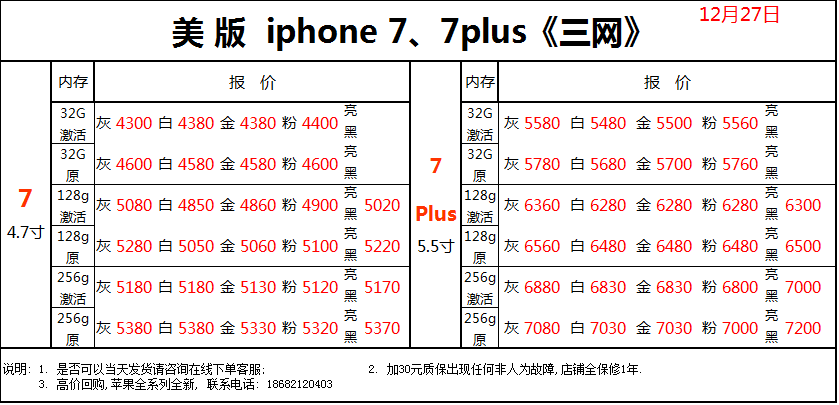 美 版 iphone 7、7plus《三网》 12月27日
内存 报 价 内存 报 价
7
4.7寸
32G 激活 灰 4300 白 4380 金 4380 粉 4400 亮黑
32G 原 灰 4600 白 4580 金 4580 粉 4600 亮黑
128g 激活 灰 5080 白 4850 金 4860 粉 4900 亮黑 5020
128g 原 灰 5280 白 5050 金 5060 粉 5100 亮黑 5220
256g 激活 灰 5180 白 5180 金 5130 粉 5120 亮黑 5170
256g 原 灰 5380 白 5380 金 5330 粉 5320 亮黑 5370
7
Plus
5.5寸
32G 激活 灰 5580 白 5480 金 5500 粉 5560 亮黑
32G 原 灰 5780 白 5680 金 5700 粉 5760 亮黑
128g 激活 灰 6360 白 6280 金 6280 粉 6280 亮黑 6300
128g 原 灰 6560 白 6480 金 6480 粉 6480 亮黑 6500
256g 激活 灰 6880 白 6830 金 6830 粉 6800 亮黑 7000
256g 原 灰 7080 白 7030 金 7030 粉 7000 亮黑 7200
说明: 1. 是否可以当天发货请咨询在线下单客服; 2. 加30元质保出现任何非人为故障,店铺全保修1年.
3. 高价回购,苹果全系列全新, 联系电话: 18682120403